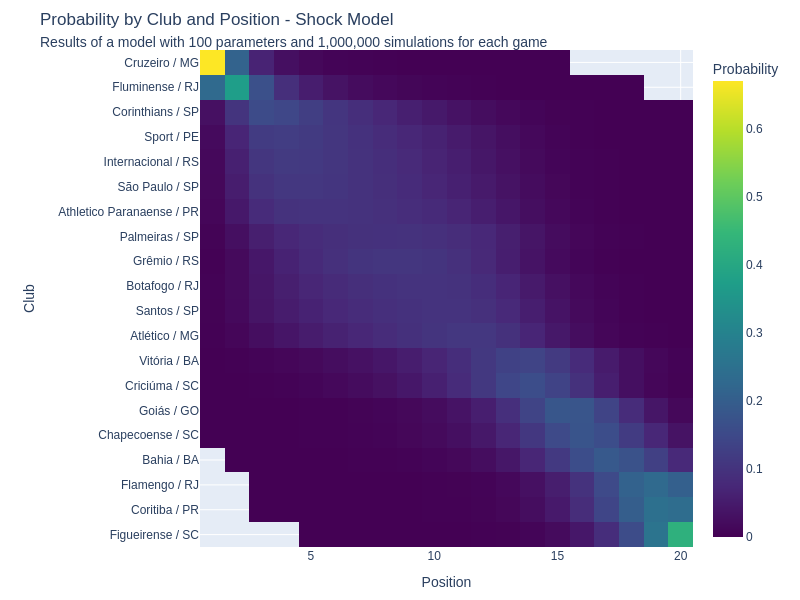 Probability by Club and Position - Shock Model
Results of a model with 100 parameters and 1,000,000 simulations for each game
Club
Cruzeiro / MG
Fluminense / RJ
Corinthians / SP
Sport / PE
Internacional / RS
São Paulo / SP
Athletico Paranaense / PR
Palmeiras / SP
Grêmio / RS
Botafogo / RJ
Santos / SP
Atlético / MG
Vitória / BA
Criciúma / SC
Goiás / GO
Chapecoense / SC
Bahia / BA
Flamengo / RJ
Coritiba / PR
Figueirense / SC
5
10
15
20
Position
Probability
0.6
0.5
0.4
0.3
0.2
0.1
0